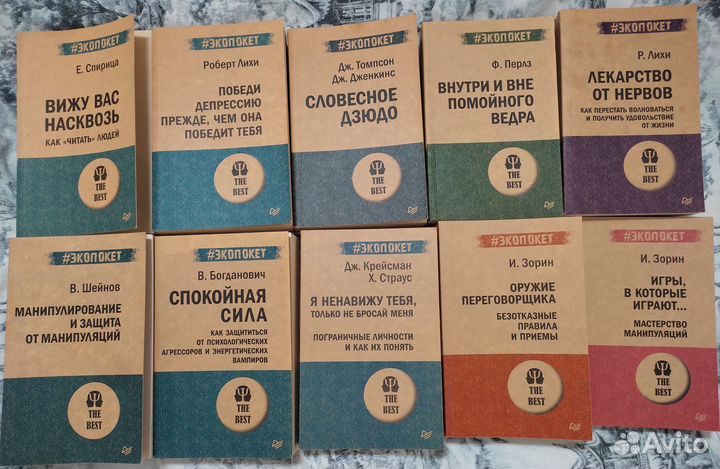 #ЭКОПОКЕТ
Е. Спирица
ВИЖУ ВАС
НАСКВОЗЬ
КАК «ЧИТАТЬ» ЛЮДЕЙ
THE
BEST
#ЭКОПОКЕТ
Роберт Лихи
ПОБЕДИ
ДЕПРЕССИЮ
ПРЕЖДЕ, ЧЕМ ОНА
ПОБЕДИТ ТЕБЯ
THE
BEST
#ЭКОПОКЕТ
Дж. Томпсон
Дж. Дженкинс
СЛОВЕСНОЕ
ДЗЮДО
THE
BEST
#ЭКОПОКЕТ
Ф. Перлз
ВНУТРИ И ВНЕ
ПОМОЙНОГО
ВЕДРА
THE
BEST
#ЭКОПОКЕТ
Р. Лихи
ЛЕКАРСТВО
ОТ НЕРВОВ
КАК ПЕРЕСТАТЬ ВОЛНОВАТЬСЯ
И ПОЛУЧИТЬ УДОВОЛЬСТВИЕ
ОТ ЖИЗНИ
THE
BEST
#ЭКОПОКЕТ
В. Шейнов
МАНИПУЛИРОВАНИЕ
И ЗАЩИТА
ОТ МАНИПУЛЯЦИЙ
THE
BEST
#ЭКОПОКЕТ
В. Богданович
СПОКОЙНАЯ
СИЛА
КАК ЗАЩИТИТЬСЯ
ОТ ПСИХОЛОГИЧЕСКИХ
АГРЕССОРОВ И ЭНЕРГЕТИЧЕСКИХ
ВАМПИРОВ
THE
BEST
#ЭКОПОКЕТ
Дж. Крейсман
Х. Страус
Я НЕНАВИЖУ ТЕБЯ,
ТОЛЬКО НЕ БРОСАЙ МЕНЯ
ПОГРАНИЧНЫЕ ЛИЧНОСТИ
И КАК ИХ ПОНЯТЬ
THE
BEST
#ЭКОПОКЕТ
И. Зорин
ОРУЖИЕ
ПЕРЕГОВОРЩИКА
БЕЗОТКАЗНЫЕ
ПРАВИЛА
И ПРИЕМЫ
THE
BEST
#ЭКОПОКЕТ
И. Зорин
ИГРЫ,
В КОТОРЫЕ
ИГРАЮТ...
МАСТЕРСТВО
МАНИПУЛЯЦИЙ
THE
BEST
Avito